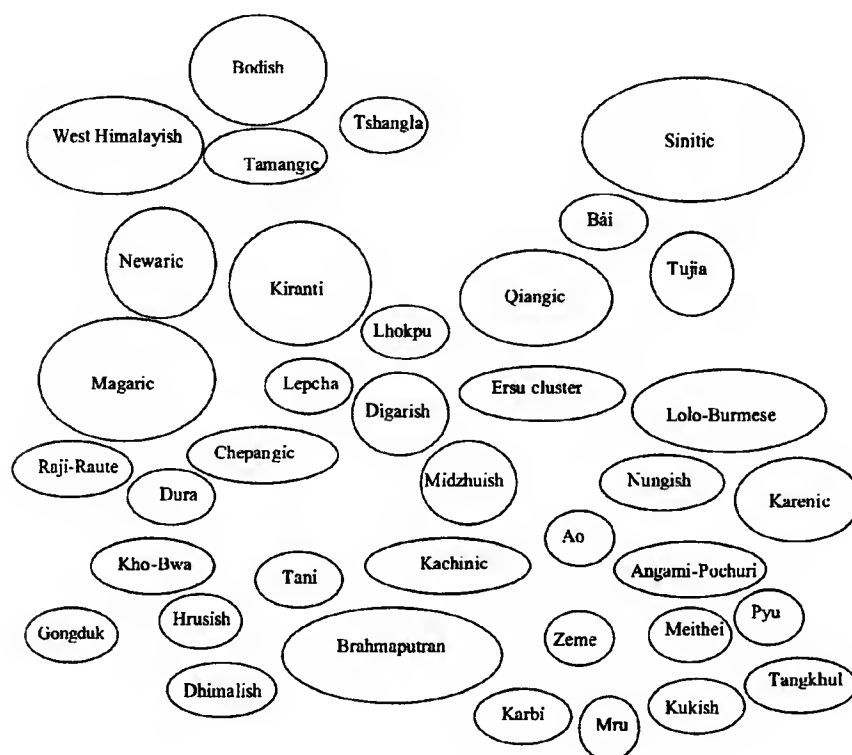 Bodish
Tshangla
West Himalayish
Sinitic
Tamangic
Bái
Newaric
Tujia
Kiranti
Qiangic
Lhokpu
Magaric
Lepcha
Ersu cluster
Digarish
Lolo-Burmese
Raji-Raute
Chepangic
Midzhuish
Nungish
Dura
Karenic
Ao
Kho-Bwa
Tani
Kachinic
Angami-Pochuri
Gongduk
Hrusish
Brahmaputran
Zeme
Meithei
Pyu
Dhimalish
Tangkhul
Karbi
Mru
Kukish